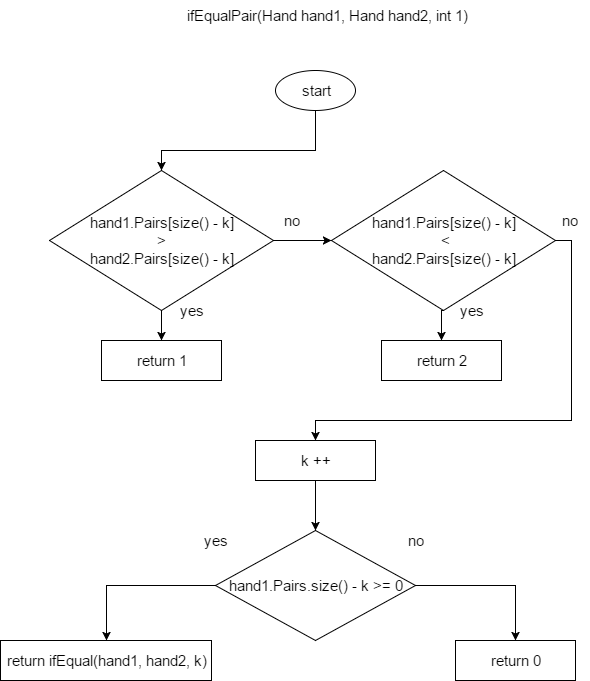 ifEqualPair(Hand hand1, Hand hand2, int 1)
start
hand1.Pairs[size() - k]
>
hand2.Pairs[size() - k]
no
hand1.Pairs[size() - k]
<
hand2.Pairs[size() - k]
no
yes
yes
return 1
return 2
k ++
yes
no
hand1.Pairs.size() - k >= 0
return ifEqual(hand1, hand2, k)
return 0